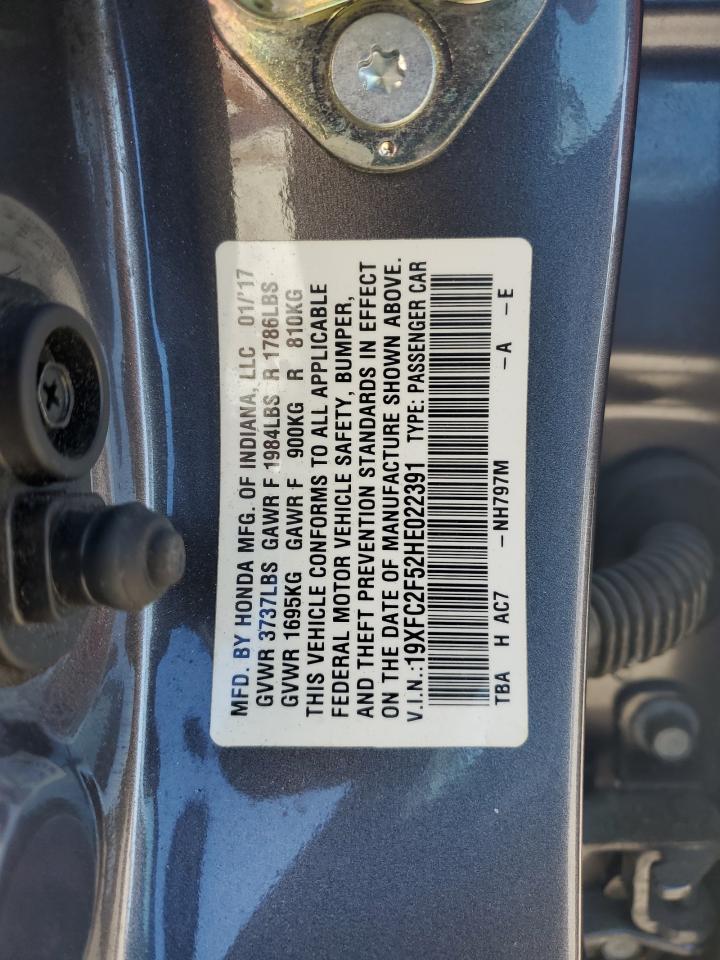 MFD. BY HONDA MFG. OF INDIANA, LLC 01/'17
GVWR 3737LBS GAWR F 1984LBS R 1786LBS
GVWR 1695KG GAWR F 900KG R 810KG
THIS VEHICLE CONFORMS TO ALL APPLICABLE
FEDERAL MOTOR VEHICLE SAFETY, BUMPER,
AND THEFT PREVENTION STANDARDS IN EFFECT
ON THE DATE OF MANUFACTURE SHOWN ABOVE.
V.I.N.:19XFC2F52HE022391 TYPE: PASSENGER CAR
TBA H AC7 -NH797M -A -E